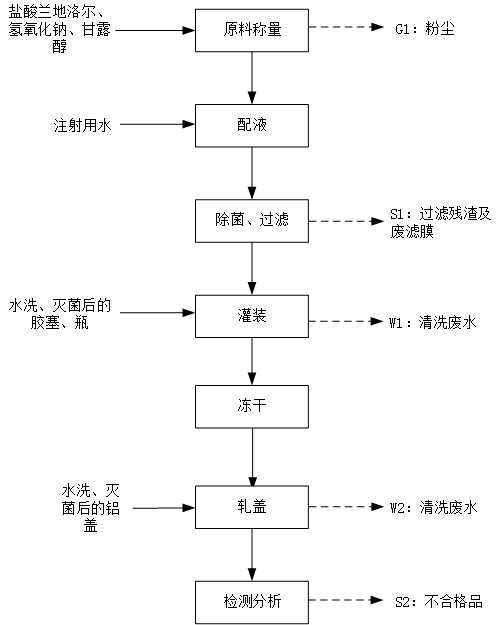 盐酸兰地洛尔、
氢氧化钠、甘露
醇
原料称量
G1：粉尘
注射用水
配液
除菌、过滤
S1：过滤残渣及
废滤膜
水洗、灭菌后的
胶塞、瓶
灌装
W1：清洗废水
冻干
水洗、灭
菌后的铝
盖
轧盖
W2：清洗废水
检测分析
S2：不合格品